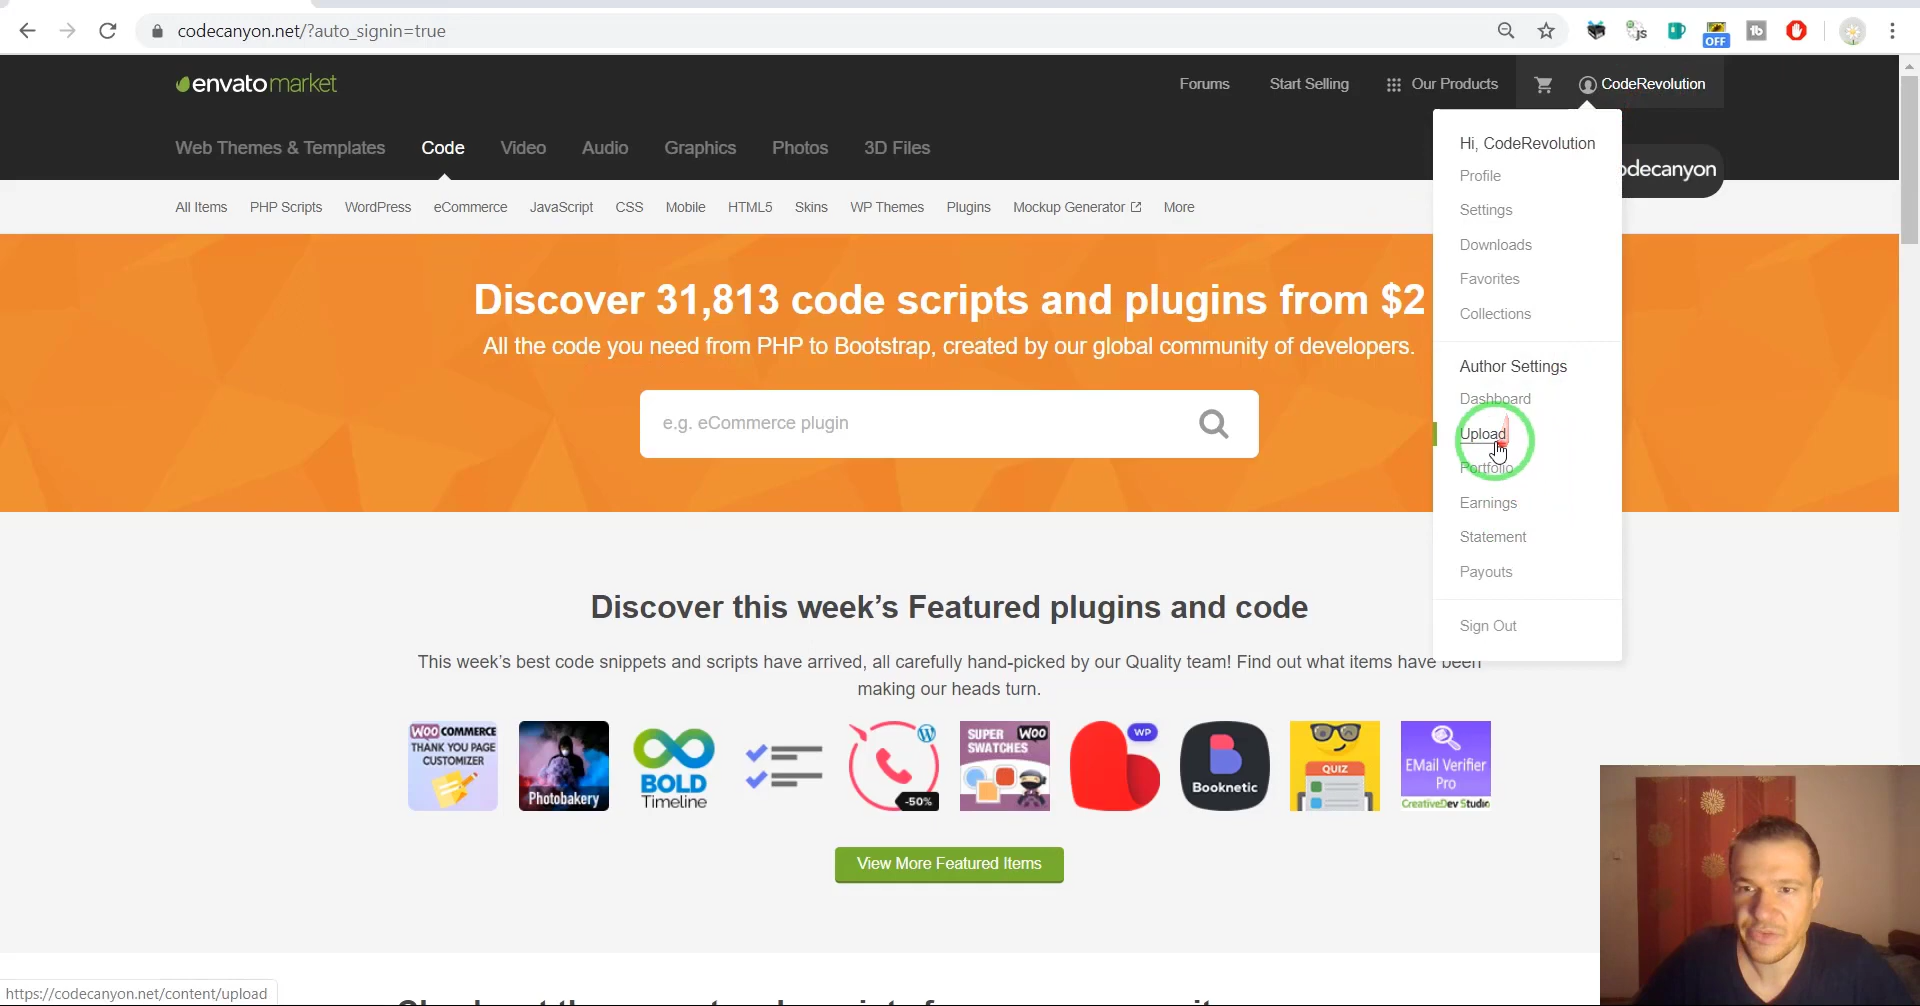 codecanyon.net/?auto_signin=true
JS
OFF
tb
envatomarket
Forums
Start Selling
Our Products
CodeRevolution
Web Themes & Templates
Code
Video
Audio
Graphics
Photos
3D Files
decanyon
All Items
PHP Scripts
WordPress
eCommerce
JavaScript
CSS
Mobile
HTML5
Skins
WP Themes
Plugins
Mockup Generator
More
Hi, CodeRevolution
Profile
Settings
Downloads
Favorites
Collections
Author Settings
Dashboard
Upload
Portfolio
Earnings
Statement
Payouts
Sign Out
Discover 31,813 code scripts and plugins from $2
All the code you need from PHP to Bootstrap, created by our global community of developers.
e.g. eCommerce plugin
Discover this week’s Featured plugins and code
This week’s best code snippets and scripts have arrived, all carefully hand-picked by our Quality team! Find out what items have been
making our heads turn.
WOO COMMERCE
THANK YOU PAGE
CUSTOMIZER
Photobakery
BOLD
Timeline
-50%
SUPER WOO
SWATCHES
WP
Booknetic
QUIZ
EMail Verifier
Pro
CreativeDev Studio
View More Featured Items
https://codecanyon.net/content/upload